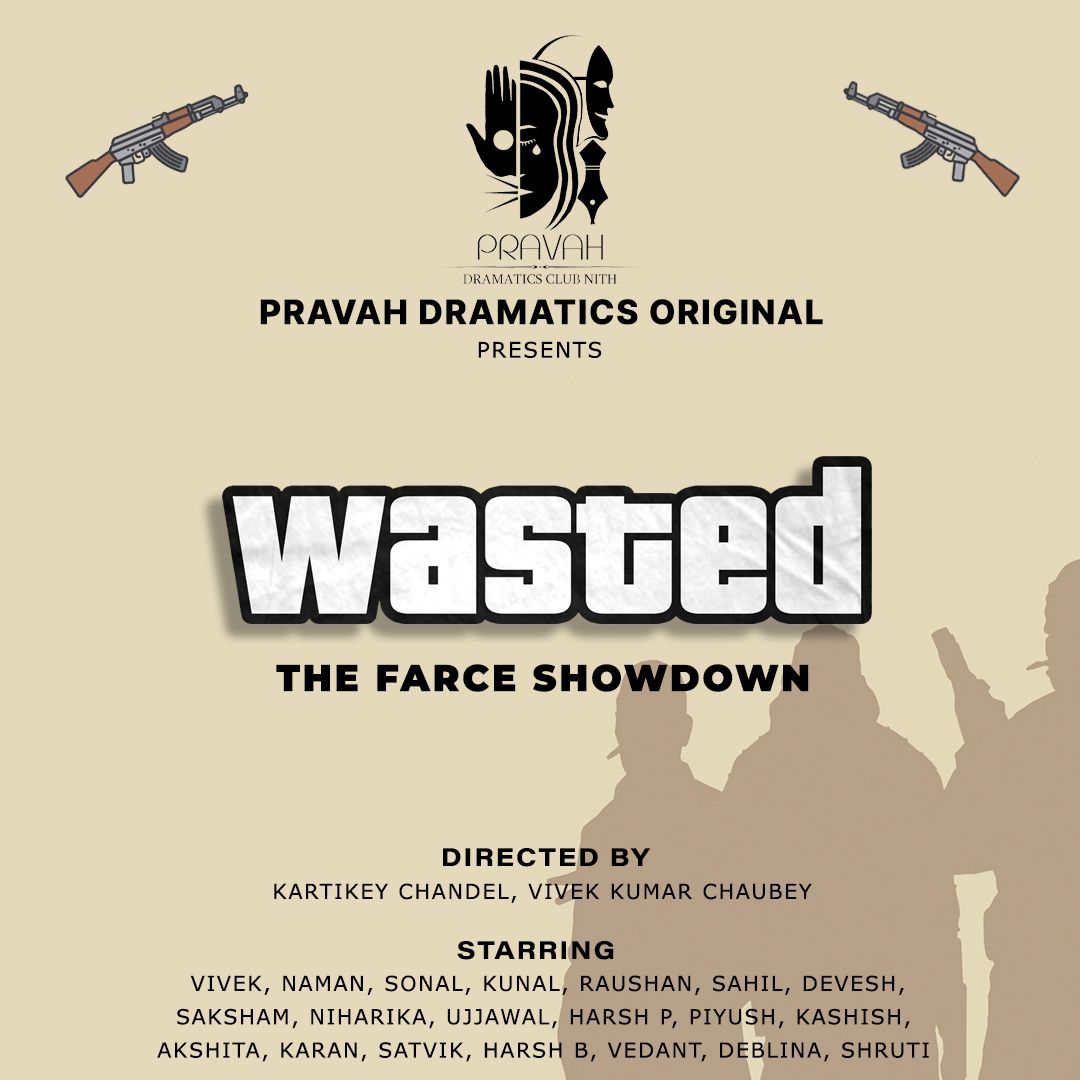 PRAVAH
DRAMATICS CLUB NITH
PRAVAH DRAMATICS ORIGINAL
PRESENTS
wasted
THE FARCE SHOWDOWN
DIRECTED BY
KARTIKEY CHANDEL, VIVEK KUMAR CHAUBEY
STARRING
VIVEK, NAMAN, SONAL, KUNAL, RAUSHAN, SAHIL, DEVESH,
SAKSHAM, NIHARIKA, UJJAWAL, HARSH P, PIYUSH, KASHISH,
AKSHITA, KARAN, SATVIK, HARSH B, VEDANT, DEBLINA, SHRUTI